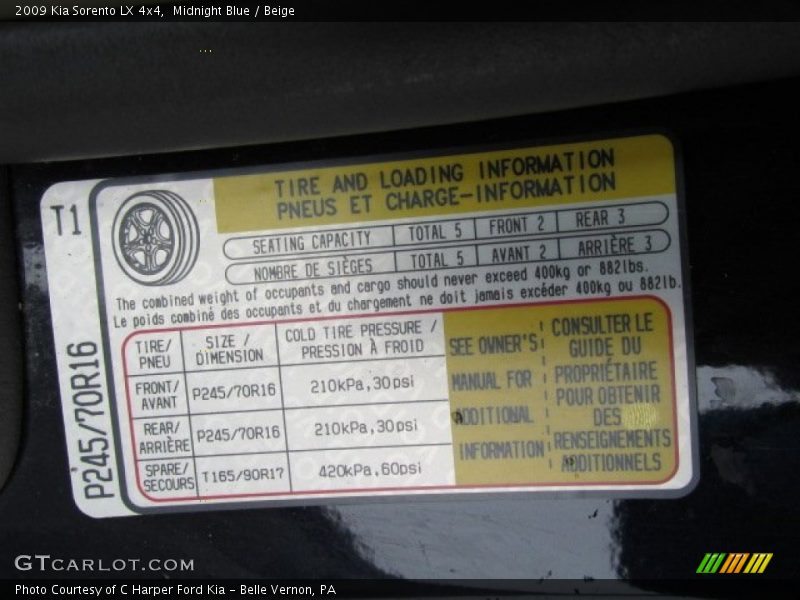 2009 Kia Sorento LX 4x4, Midnight Blue / Beige
T1
P245/70R16
TIRE AND LOADING INFORMATION
PNEUS ET CHARGE-INFORMATION
SEATING CAPACITY TOTAL 5 FRONT 2 REAR 3
NOMBRE DE SIÈGES TOTAL 5 AVANT 2 ARRIÈRE 3
The combined weight of occupants and cargo should never exceed 400kg or 882lbs.
Le poids combiné des occupants et du chargement ne doit jamais excéder 400kg ou 882lb.
TIRE/
PNEU
SIZE /
DIMENSION
COLD TIRE PRESSURE /
PRESSION À FROID
FRONT/
AVANT
P245/70R16
210kPa,30psi
REAR/
ARRIÈRE
P245/70R16
210kPa,30psi
SPARE/
SECOURS
T165/90R17
420kPa,60psi
SEE OWNER'S
MANUAL FOR
ADDITIONAL
INFORMATION
CONSULTER LE
GUIDE DU
PROPRIÉTAIRE
POUR OBTENIR
DES
RENSEIGNEMENTS
ADDITIONNELS
GTCARLOT.COM
Photo Courtesy of C Harper Ford Kia - Belle Vernon, PA